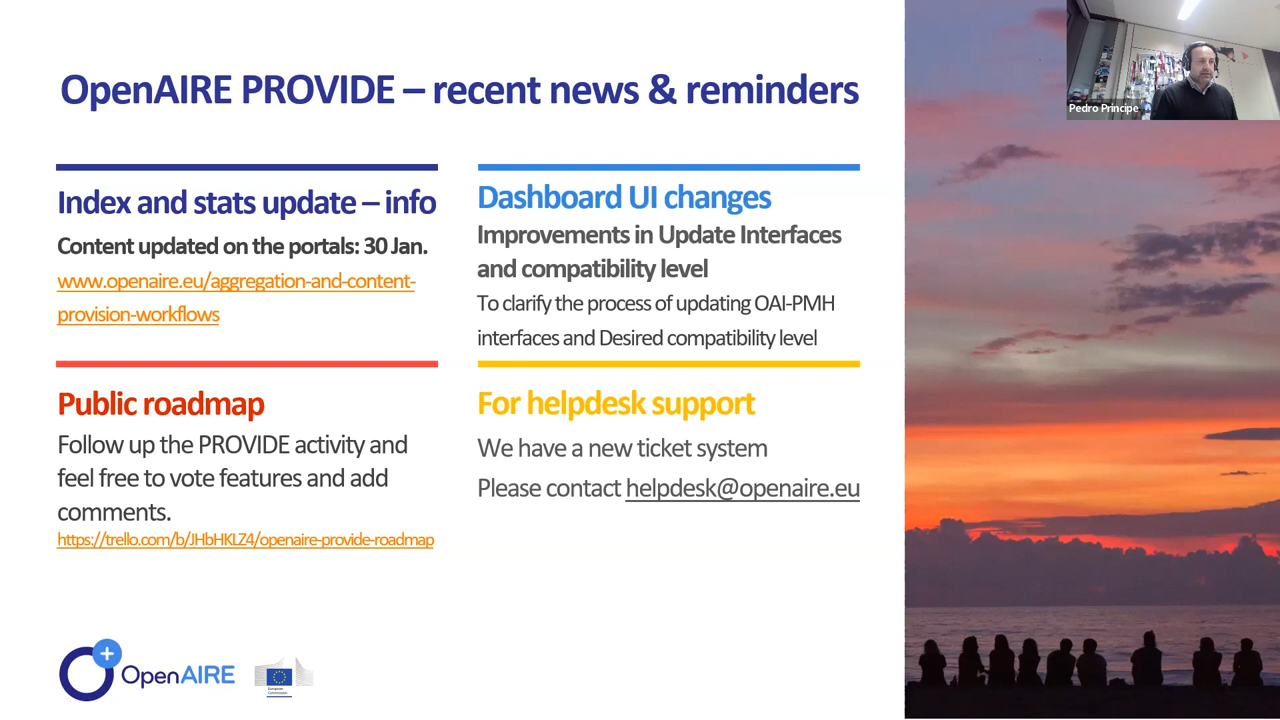 OpenAIRE PROVIDE – recent news & reminders
Pedro Principe
Index and stats update – info
Content updated on the portals: 30 Jan.
www.openaire.eu/aggregation-and-content-
provision-workflows
Dashboard UI changes
Improvements in Update Interfaces
and compatibility level
To clarify the process of updating OAI-PMH
interfaces and Desired compatibility level
Public roadmap
Follow up the PROVIDE activity and
feel free to vote features and add
comments.
https://trello.com/b/JHbHKLZ4/openaire-provide-roadmap
For helpdesk support
We have a new ticket system
Please contact helpdesk@openaire.eu
OpenAIRE
European
Commission